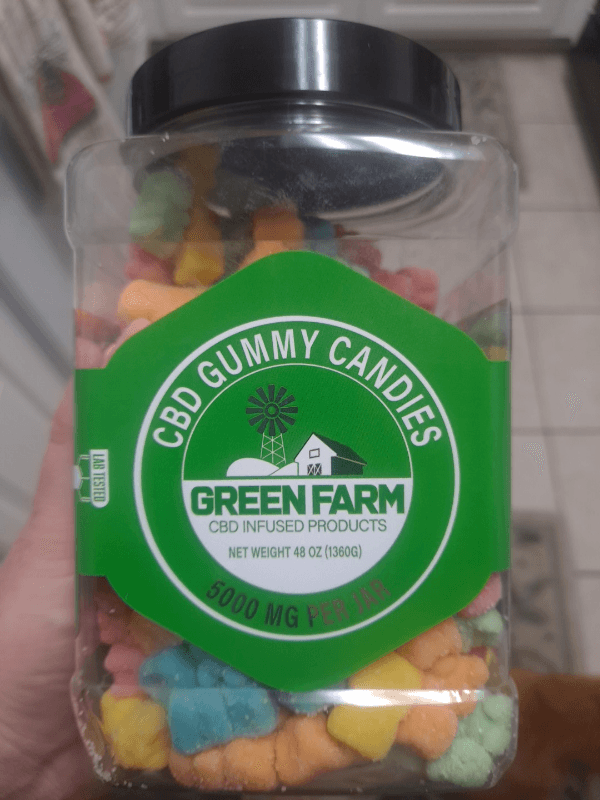 CBD GUMMY CANDIES
GREEN FARM
CBD INFUSED PRODUCTS
NET WEIGHT 48 OZ (1360G)
5000 MG PER JAR
LAB TESTED